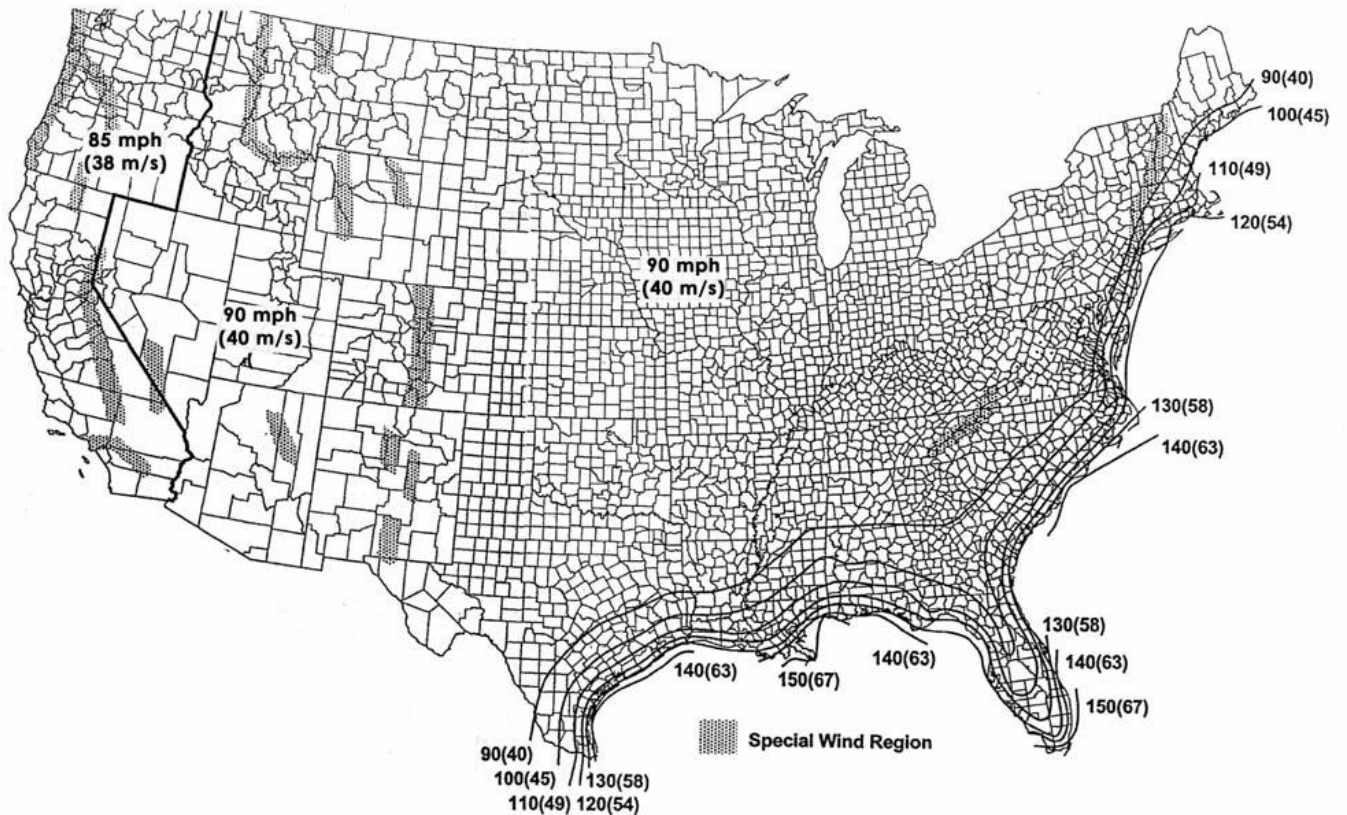 90(40)
100(45)
85 mph
(38 m/s)
110(49)
120(54)
90 mph
(40 m/s)
90 mph
(40 m/s)
130(58)
140(63)
130(58)
140(63)
140(63)
140(63)
150(67)
150(67)
Special Wind Region
90(40)
100(45)
130(58)
110(49)
120(54)